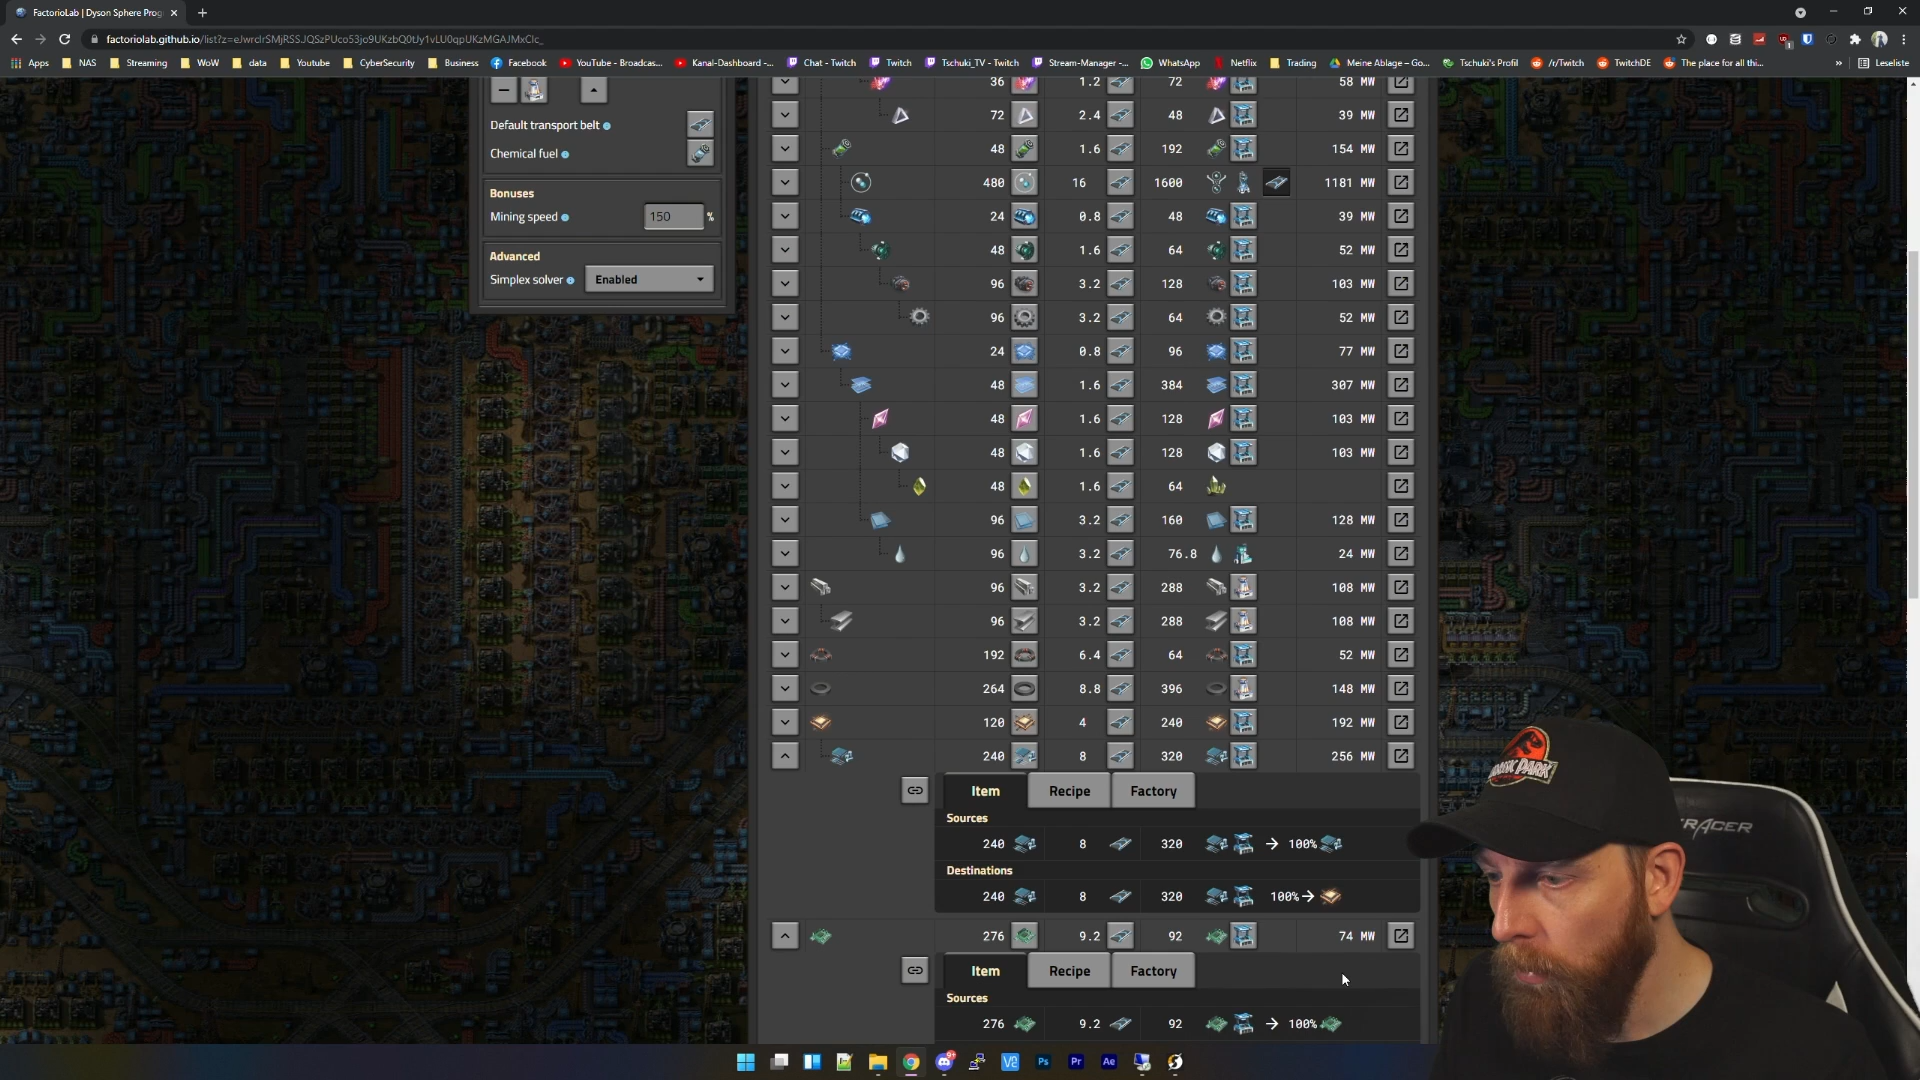 FactorioLab | Dyson Sphere Prog
factoriolab.github.io/list?z=
Apps NAS Streaming WoW data Youtube CyberSecurity Business Facebook YouTube - Broadcas... Kanal-Dashboard -... Chat - Twitch Twitch Tschuki_TV - Twitch Stream-Manager -... WhatsApp Netflix Trading Meine Ablage – Go... Tschuki's Profil /r/Twitch TwitchDE The place for all thi... » Leseliste
Default transport belt
Chemical fuel
Bonuses
Mining speed 150 %
Advanced
Simplex solver Enabled
36 1.2 72 58 MW
72 2.4 48 39 MW
48 1.6 192 154 MW
480 16 1600 1181 MW
24 0.8 48 39 MW
48 1.6 64 52 MW
96 3.2 128 103 MW
96 3.2 64 52 MW
24 0.8 96 77 MW
48 1.6 384 307 MW
48 1.6 128 103 MW
48 1.6 128 103 MW
48 1.6 64
96 3.2 160 128 MW
96 3.2 76.8 24 MW
96 3.2 288 108 MW
96 3.2 288 108 MW
192 6.4 64 52 MW
264 8.8 396 148 MW
120 4 240 192 MW
240 8 320 256 MW
Item Recipe Factory
Sources
240 8 320 → 100%
Destinations
240 8 320 100%→
276 9.2 92 74 MW
Item Recipe Factory
Sources
276 9.2 92 → 100%
JURASSIC PARK
RACER
V2 Ps Pr Ae